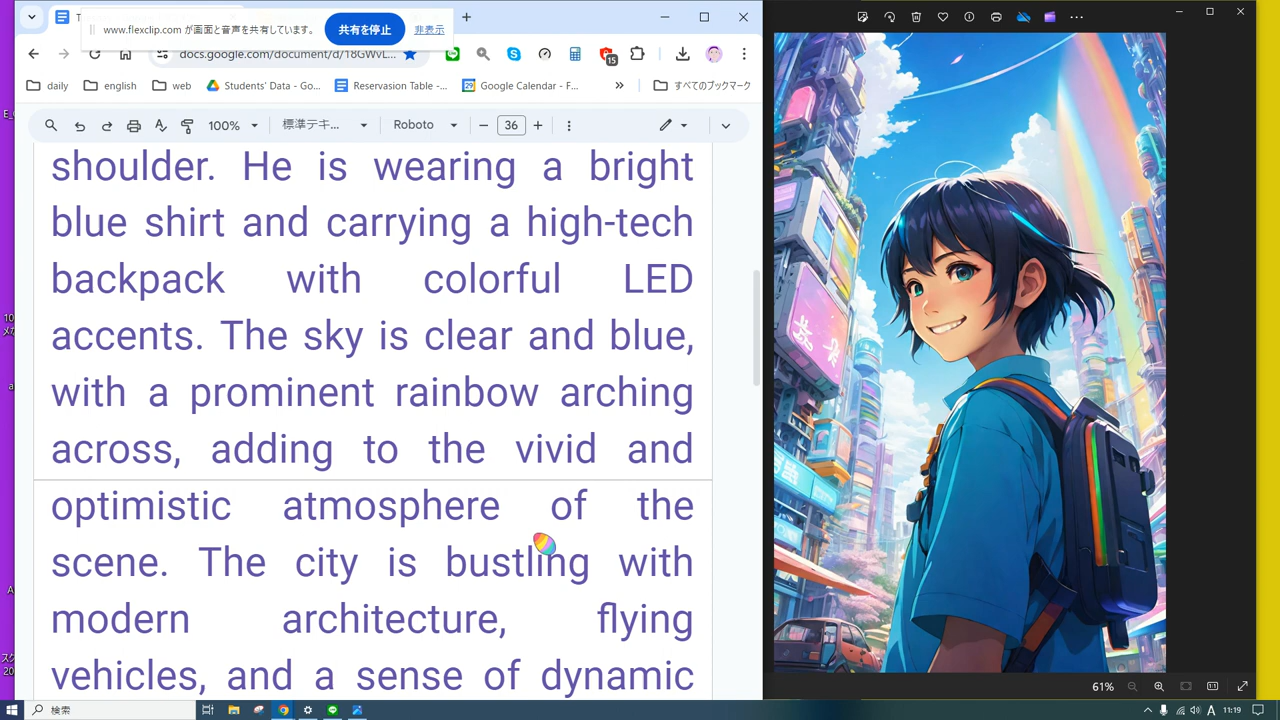 www.flexclip.com が画面と音声を共有しています。 共有を停止 非表示
docs.google.com/document/d/18GWvL...
15
daily english web Students' Data - Go... Reservasion Table -... Google Calendar - F... » すべてのブックマーク
100% 標準テキ... Roboto 36
shoulder. He is wearing a bright
blue shirt and carrying a high-tech
backpack with colorful LED
accents. The sky is clear and blue,
with a prominent rainbow arching
across, adding to the vivid and
optimistic atmosphere of the
scene. The city is bustling with
modern architecture, flying
vehicles, and a sense of dynamic
61%
検索
A 11:19